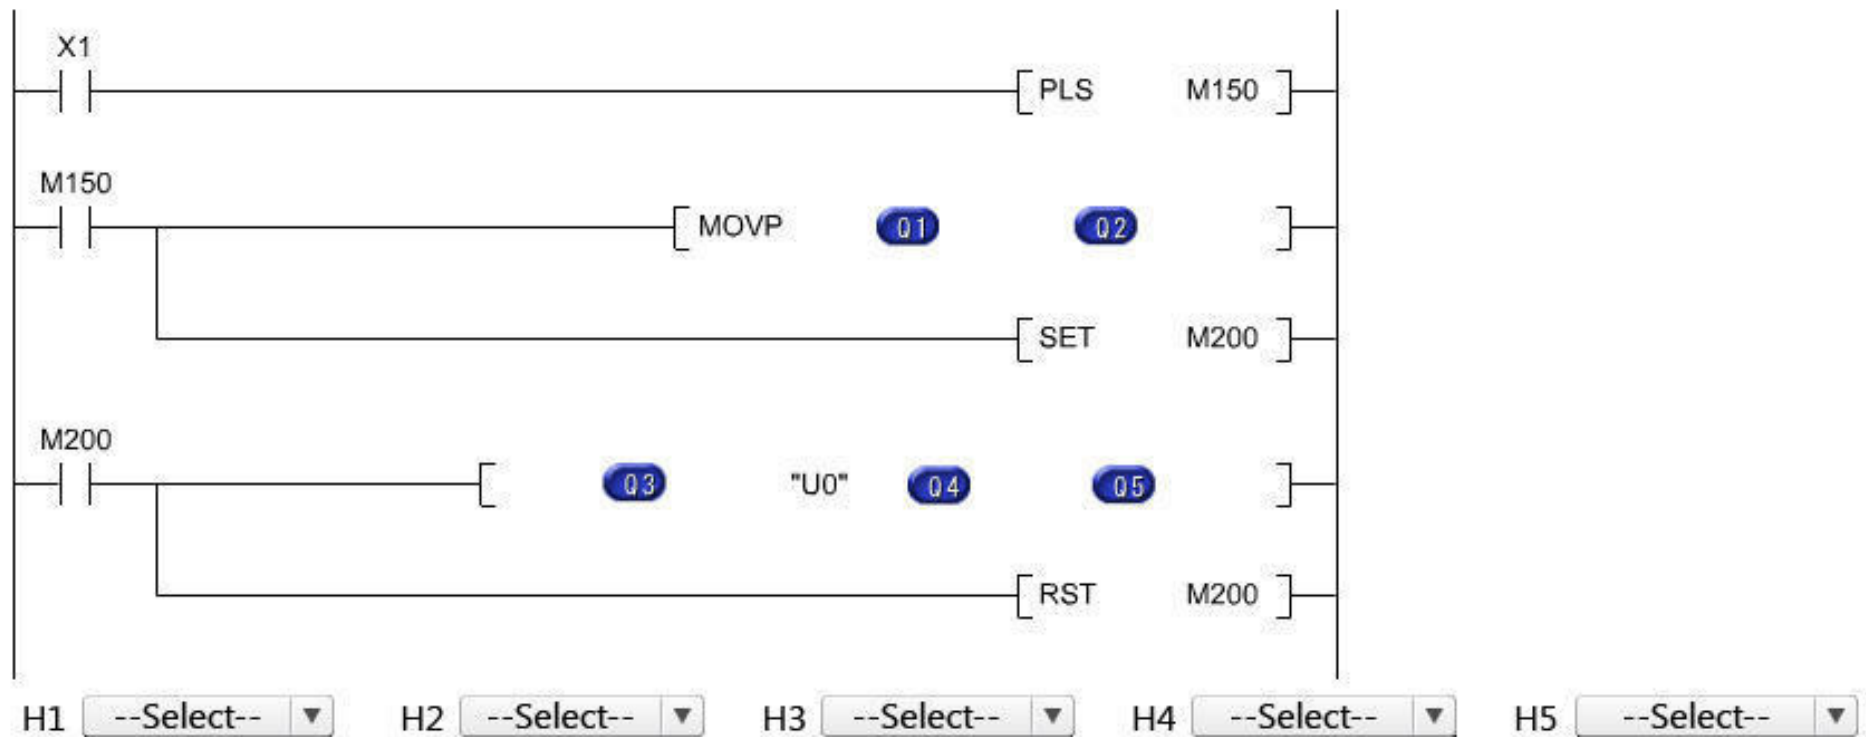 X1
PLS M150
M150
MOVP Q1 Q2
SET M200
M200
Q3 "U0" Q4 Q5
RST M200
H1 --Select-- H2 --Select-- H3 --Select-- H4 --Select-- H5 --Select--